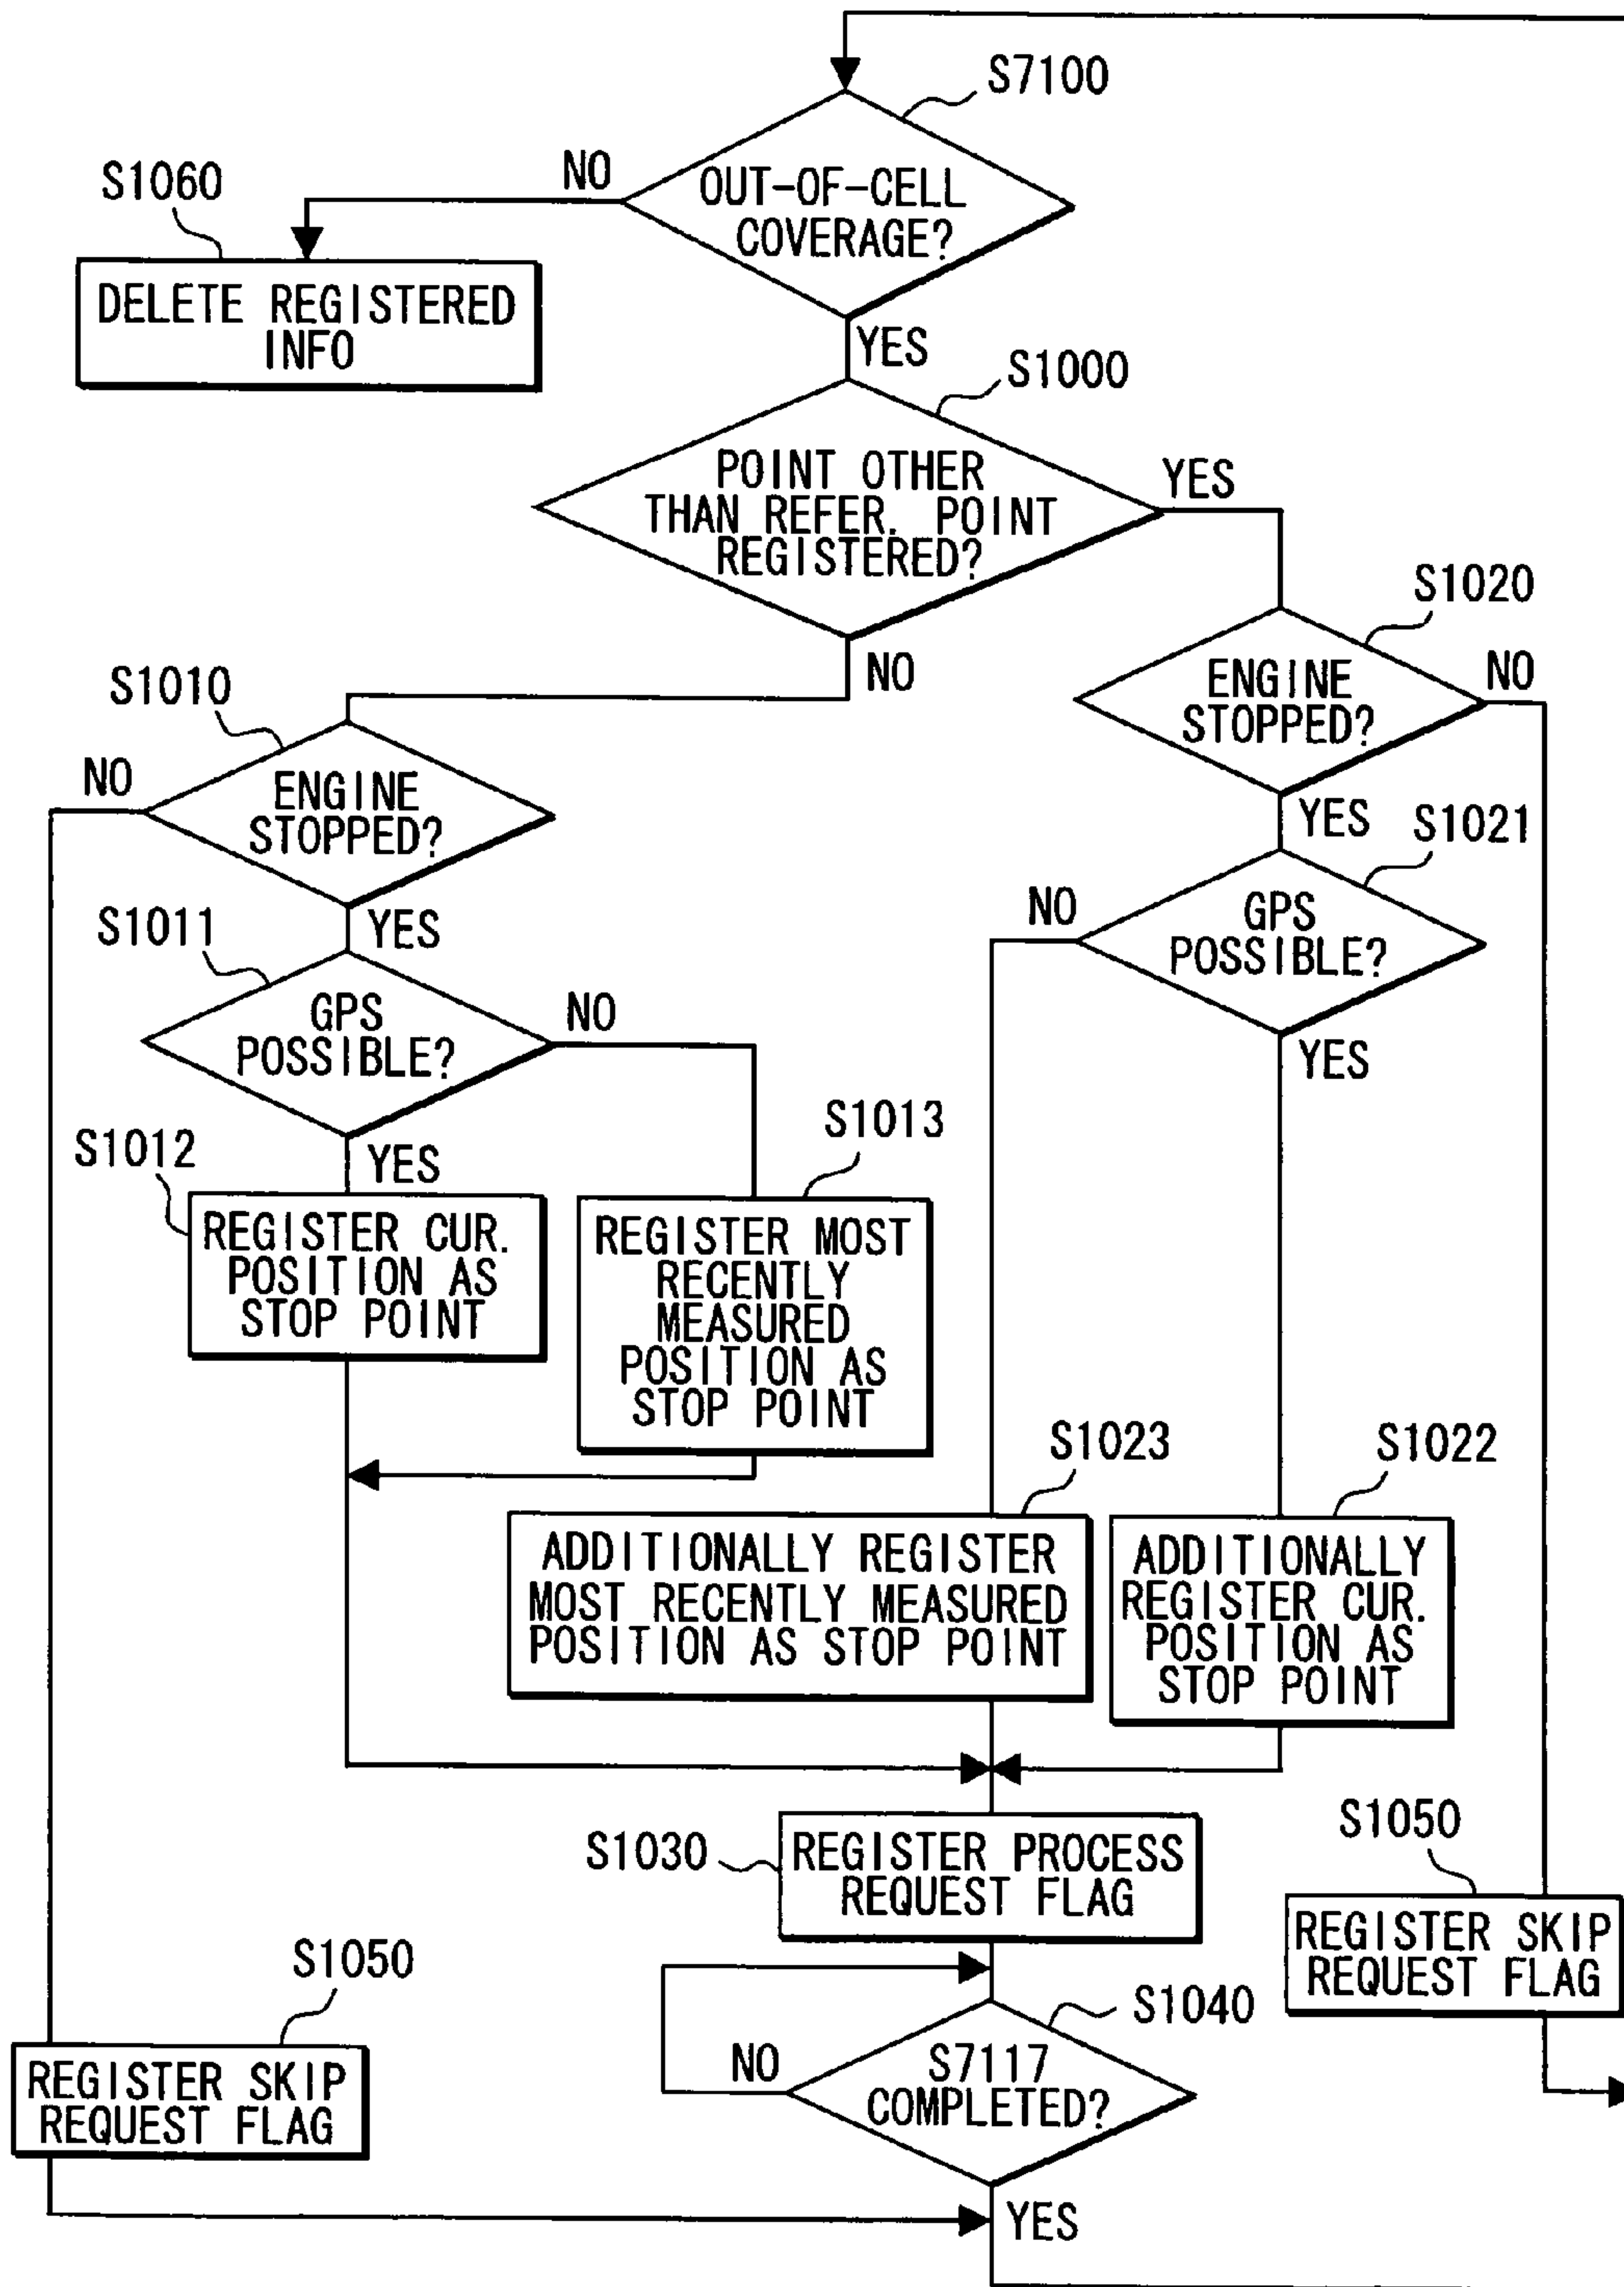 S7100
OUT-OF-CELL
COVERAGE?
NO
S1060
DELETE REGISTERED
INFO
YES
S1000
POINT OTHER
THAN REFER. POINT
REGISTERED?
YES
NO
S1020
ENGINE
STOPPED?
NO
YES
S1010
ENGINE
STOPPED?
NO
YES
S1021
GPS
POSSIBLE?
NO
YES
S1011
GPS
POSSIBLE?
NO
YES
S1012
REGISTER CUR.
POSITION AS
STOP POINT
S1013
REGISTER MOST
RECENTLY
MEASURED
POSITION AS
STOP POINT
S1023
ADDITIONALLY REGISTER
MOST RECENTLY MEASURED
POSITION AS STOP POINT
S1022
ADDITIONALLY
REGISTER CUR.
POSITION AS
STOP POINT
S1030
REGISTER PROCESS
REQUEST FLAG
S1050
REGISTER SKIP
REQUEST FLAG
S1050
REGISTER SKIP
REQUEST FLAG
S1040
S7117
COMPLETED?
NO
YES